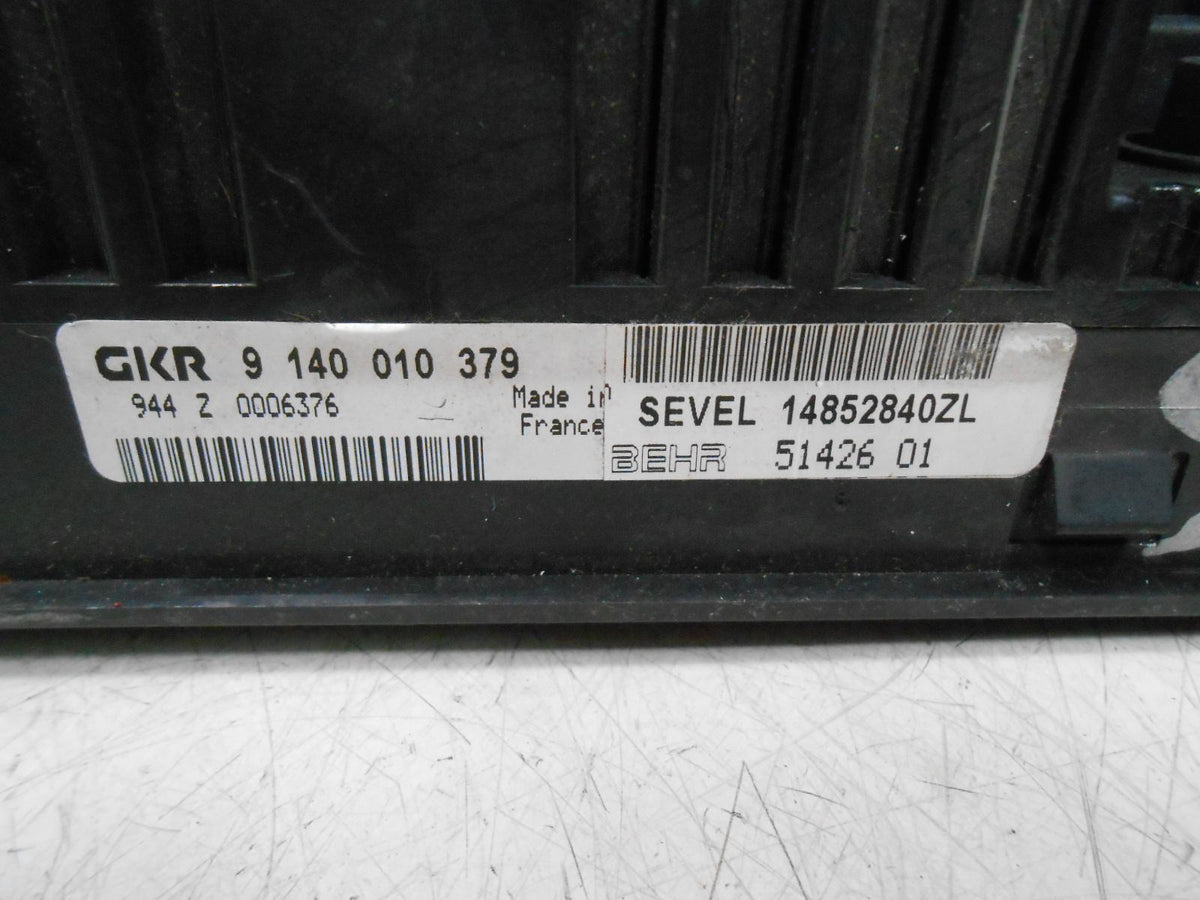 GKR 9 140 010 379
944 Z 0006376
Made in
France
SEVEL 14852840ZL
BEHR 51426 01